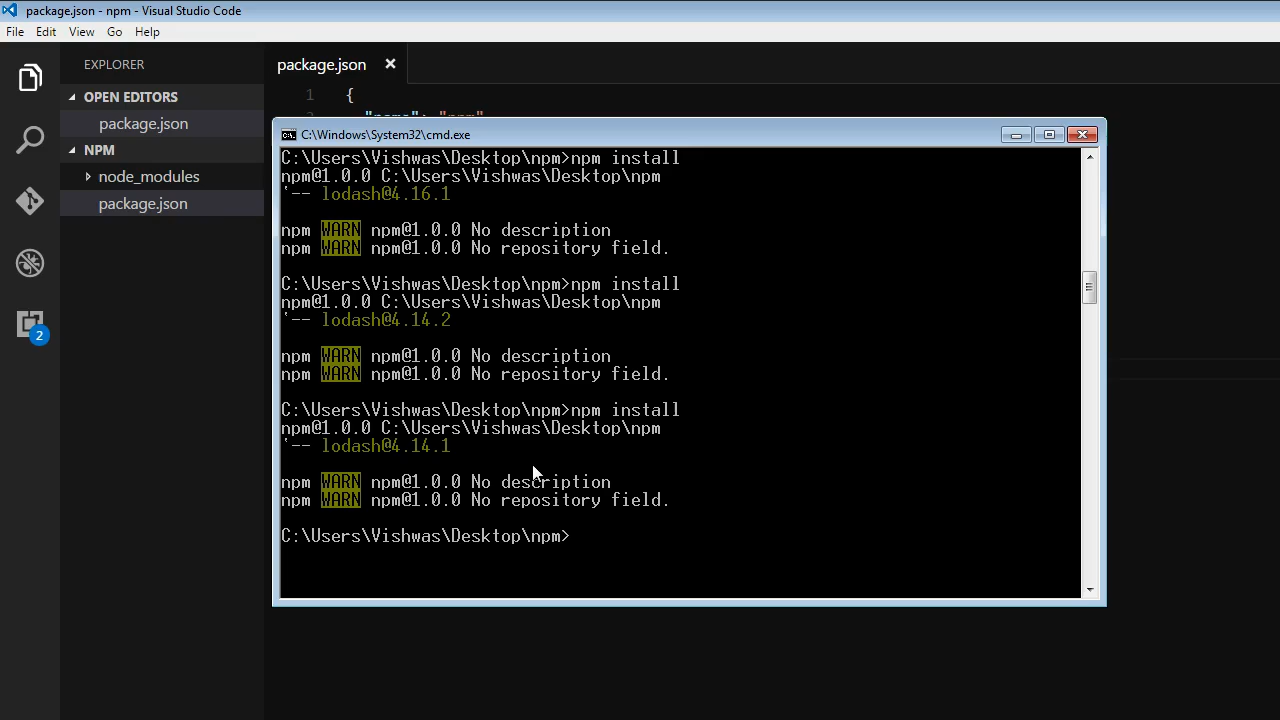 package.json - npm - Visual Studio Code
File Edit View Go Help
EXPLORER
OPEN EDITORS
package.json
NPM
node_modules
package.json
2
package.json
1 {
"name": "npm"
C:\Windows\System32\cmd.exe
C:\Users\Vishwas\Desktop\npm>npm install
npm@1.0.0 C:\Users\Vishwas\Desktop\npm
`-- lodash@4.16.1
npm WARN npm@1.0.0 No description
npm WARN npm@1.0.0 No repository field.
C:\Users\Vishwas\Desktop\npm>npm install
npm@1.0.0 C:\Users\Vishwas\Desktop\npm
`-- lodash@4.14.2
npm WARN npm@1.0.0 No description
npm WARN npm@1.0.0 No repository field.
C:\Users\Vishwas\Desktop\npm>npm install
npm@1.0.0 C:\Users\Vishwas\Desktop\npm
`-- lodash@4.14.1
npm WARN npm@1.0.0 No description
npm WARN npm@1.0.0 No repository field.
C:\Users\Vishwas\Desktop\npm>